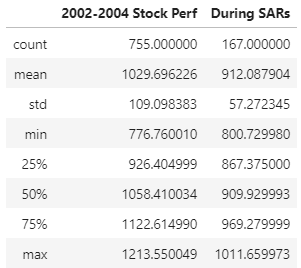 2002-2004 Stock Perf During SARs
count 755.000000 167.000000
mean 1029.696226 912.087904
std 109.098383 57.272345
min 776.760010 800.729980
25% 926.404999 867.375000
50% 1058.410034 909.929993
75% 1122.614990 969.279999
max 1213.550049 1011.659973